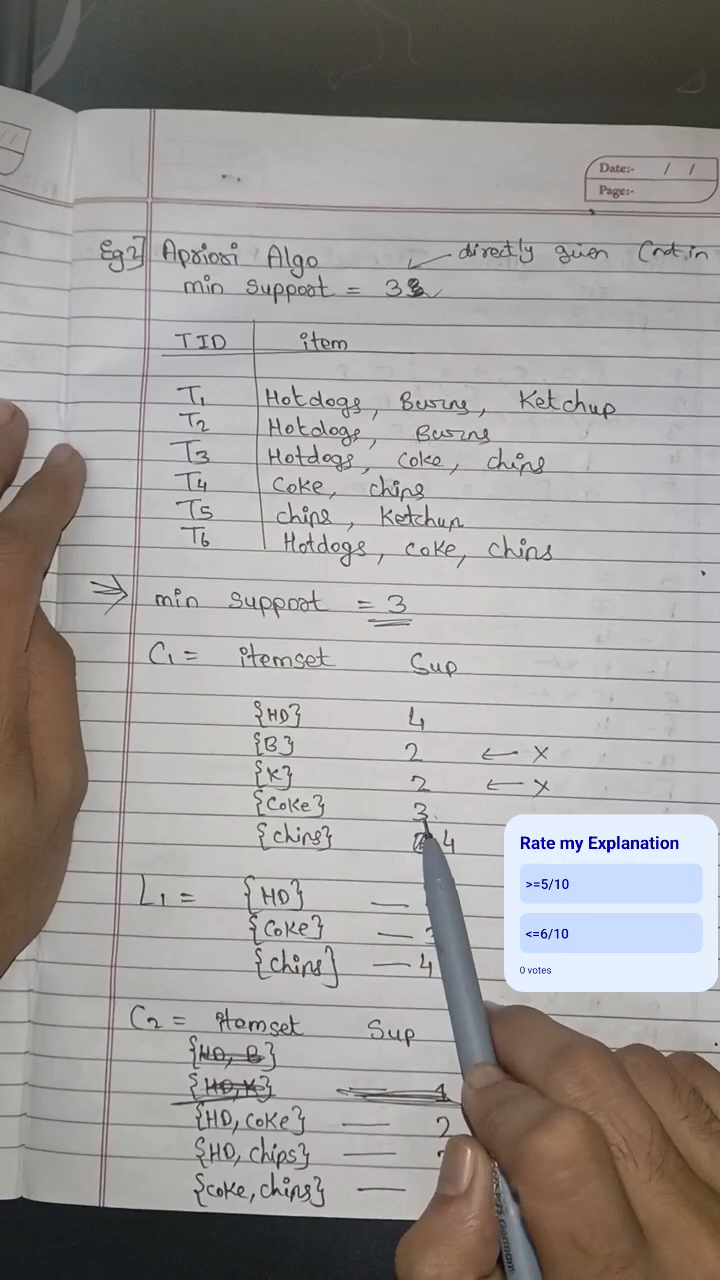 Date:- / /
Page:-
Eg2] Apriori Algo
directly given (not in
min support = 3
TID item
T1 Hotdogs, Buns, Ketchup
T2 Hotdogs, Buns
T3 Hotdogs, Coke, chips
T4 Coke, chips
T5 chips, Ketchup
T6 Hotdogs, Coke, chips
⇒ min support = 3
C1 = itemset Sup
{HD} 4
{B} 2 ← x
{K} 2 ← x
{Coke} 3
{chips} 4
L1 = {HD} —
{Coke} — 3
{chips} — 4
C2 = Itemset Sup
{HD, B}
{HD, K} 1
{HD, Coke} — 2
{HD, chips} —
{Coke, chips} —
Rate my Explanation
>=5/10
<=6/10
0 votes